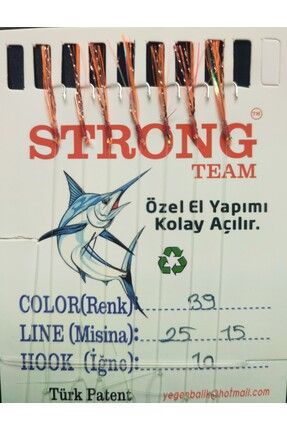 STRONG™
TEAM
Özel El Yapımı
Kolay Açılır.
COLOR(Renk): 39
LINE (Misina): 25 15
HOOK (İğne): 10
Türk Patent yegenbalik@hotmail.com